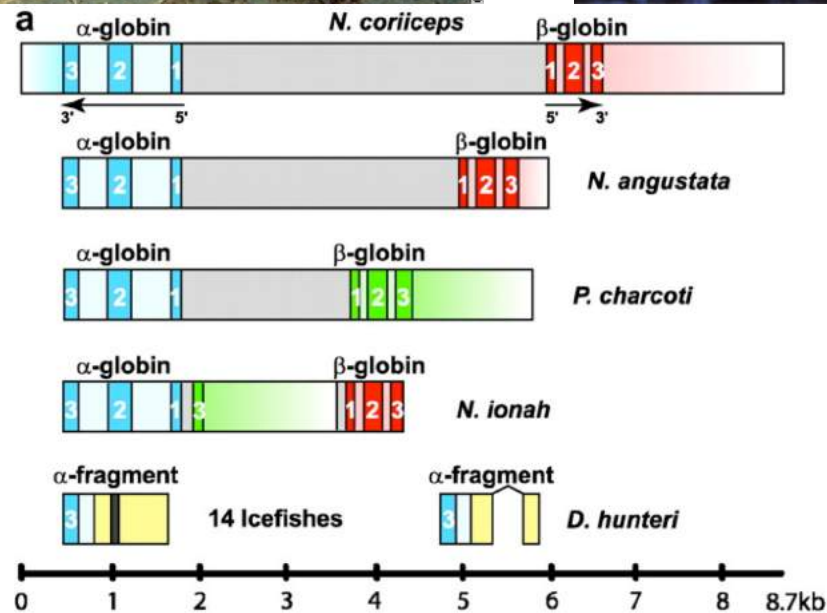 a
N. coriiceps
α-globin β-globin
3 2 1 1 2 3
3' 5' 5' 3'
α-globin β-globin
3 2 1 1 2 3 N. angustata
α-globin β-globin
3 2 1 1 2 3 P. charcoti
α-globin β-globin
3 2 1 3 1 2 3 N. ionah
α-fragment α-fragment
3 14 Icefishes 3 D. hunteri
0 1 2 3 4 5 6 7 8 8.7kb